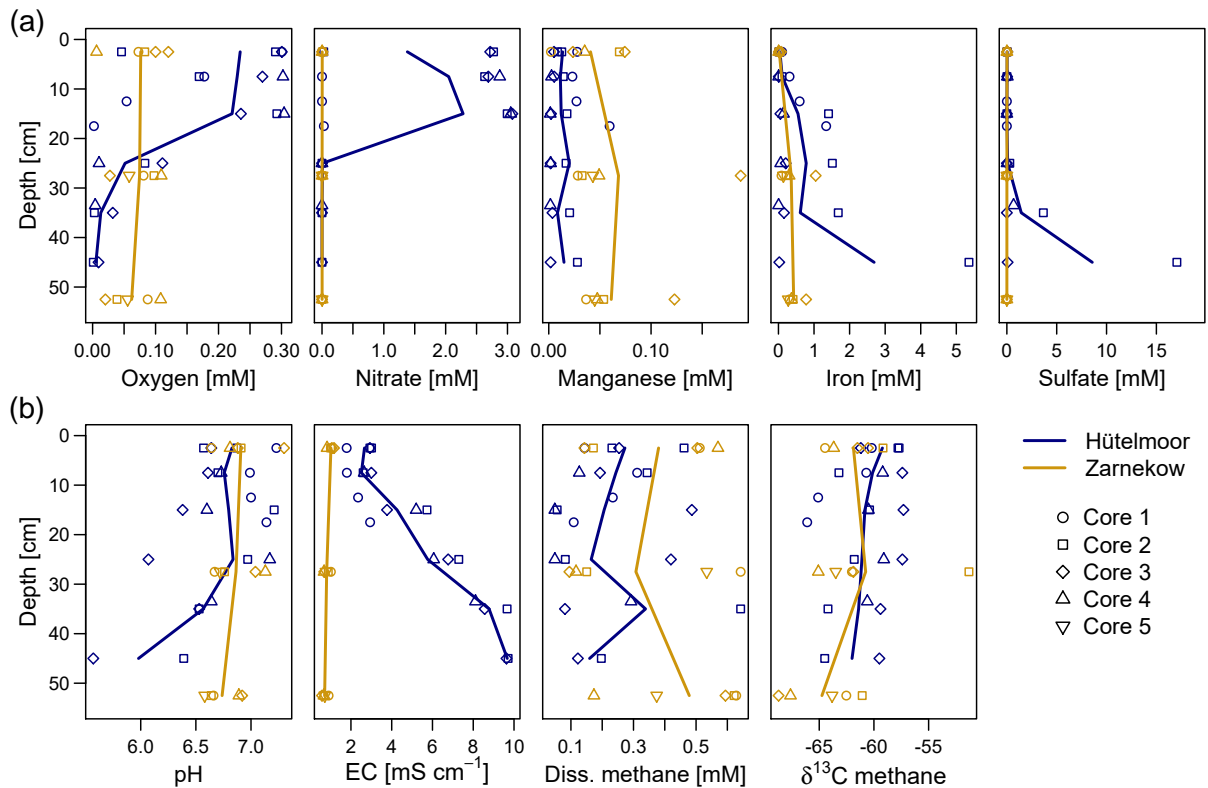 (a)
0
10
20
30
40
50
Depth [cm]
0.00 0.10 0.20 0.30
Oxygen [mM]
0.0 1.0 2.0 3.0
Nitrate [mM]
0.00 0.10
Manganese [mM]
0 1 2 3 4 5
Iron [mM]
0 5 10 15
Sulfate [mM]
(b)
0
10
20
30
40
50
Depth [cm]
6.0 6.5 7.0
pH
2 4 6 8 10
EC [mS cm⁻¹]
0.1 0.3 0.5
Diss. methane [mM]
-65 -60 -55
δ¹³C methane
Hütelmoor
Zarnekow
Core 1
Core 2
Core 3
Core 4
Core 5